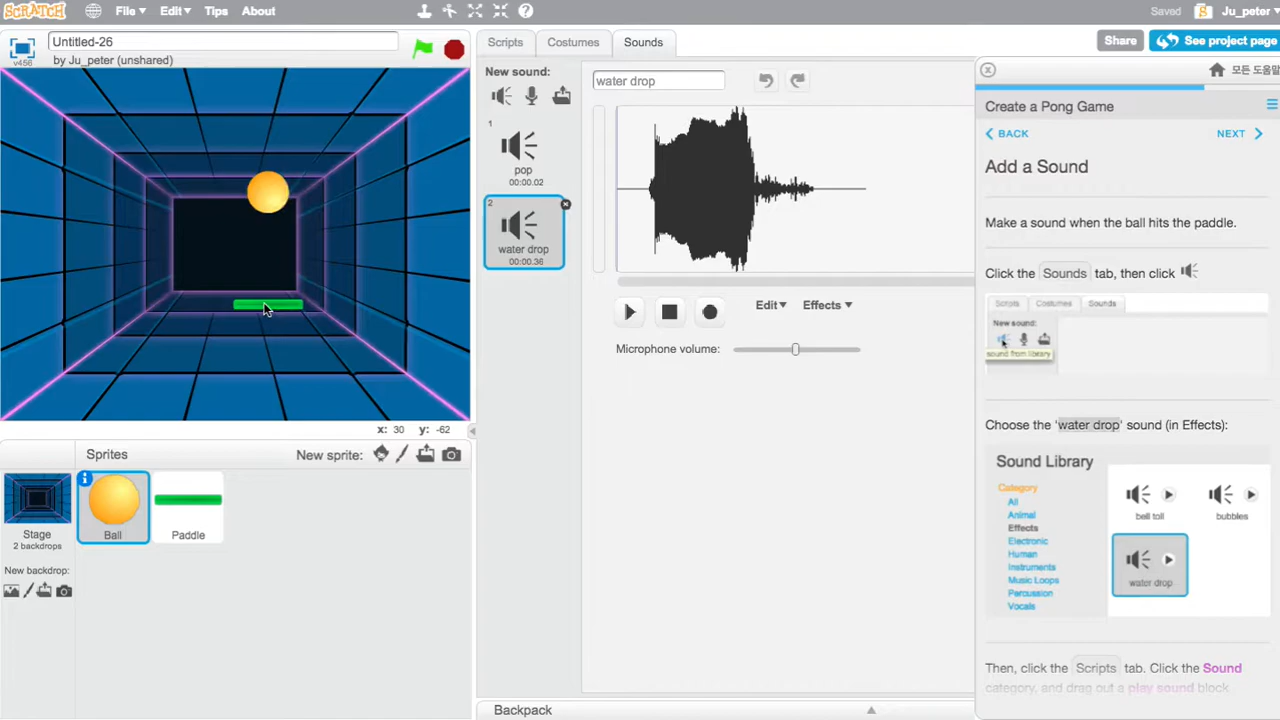 SCRATCH File▾ Edit▾ Tips About Saved Ju_peter▾
v456 Untitled-26
by Ju_peter (unshared)
Scripts Costumes Sounds Share See project page
New sound:
water drop
1
pop
00:00.02
2
water drop
00:00.36
Edit▾ Effects▾
Microphone volume:
x: 30 y: -62
Sprites New sprite:
Stage
2 backdrops
New backdrop:
Ball
Paddle
Backpack
모든 도움말
Create a Pong Game
BACK NEXT
Add a Sound
Make a sound when the ball hits the paddle.
Click the Sounds tab, then click
Scripts Costumes Sounds
New sound:
sound from library
Choose the 'water drop' sound (in Effects):
Sound Library
Category
All
Animal
Effects
Electronic
Human
Instruments
Music Loops
Percussion
Vocals
bell toll
bubbles
water drop
Then, click the Scripts tab. Click the Sound
category, and drag out a play sound block